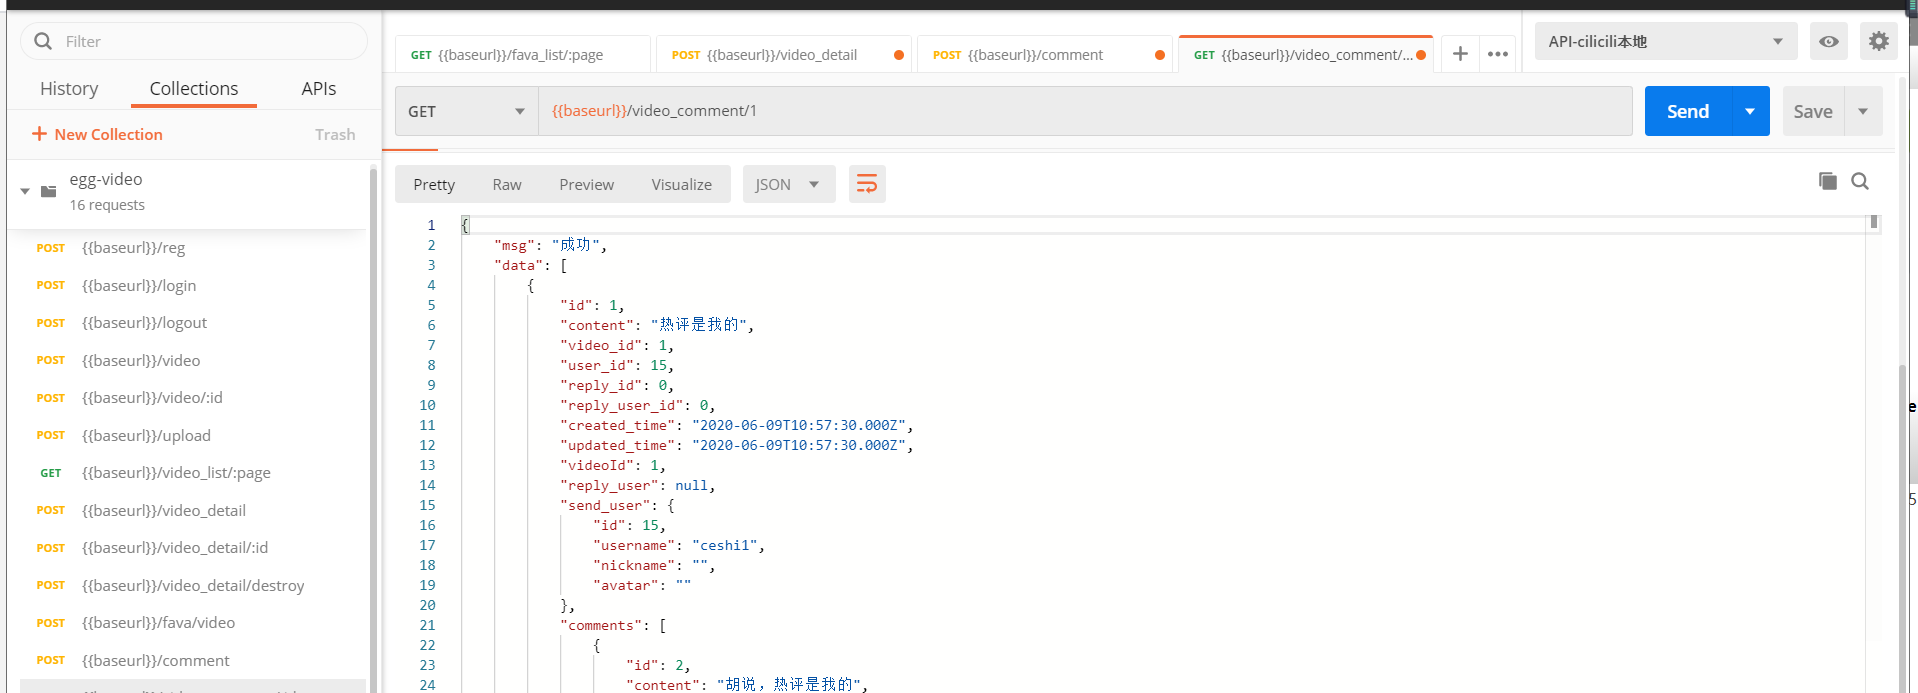 Filter
History Collections APIs
+ New Collection Trash
egg-video
16 requests
POST {{baseurl}}/reg
POST {{baseurl}}/login
POST {{baseurl}}/logout
POST {{baseurl}}/video
POST {{baseurl}}/video/:id
POST {{baseurl}}/upload
GET {{baseurl}}/video_list/:page
POST {{baseurl}}/video_detail
POST {{baseurl}}/video_detail/:id
POST {{baseurl}}/video_detail/destroy
POST {{baseurl}}/fava/video
POST {{baseurl}}/comment
GET {{baseurl}}/fava_list/:page POST {{baseurl}}/video_detail POST {{baseurl}}/comment GET {{baseurl}}/video_comment/... + ••• API-cilicili本地
GET {{baseurl}}/video_comment/1 Send Save
Pretty Raw Preview Visualize JSON
1 {
2 "msg": "成功",
3 "data": [
4 {
5 "id": 1,
6 "content": "热评是我的",
7 "video_id": 1,
8 "user_id": 15,
9 "reply_id": 0,
10 "reply_user_id": 0,
11 "created_time": "2020-06-09T10:57:30.000Z",
12 "updated_time": "2020-06-09T10:57:30.000Z",
13 "videoId": 1,
14 "reply_user": null,
15 "send_user": {
16 "id": 15,
17 "username": "ceshi1",
18 "nickname": "",
19 "avatar": ""
20 },
21 "comments": [
22 {
23 "id": 2,
24 "content": "胡说，热评是我的",
e
5